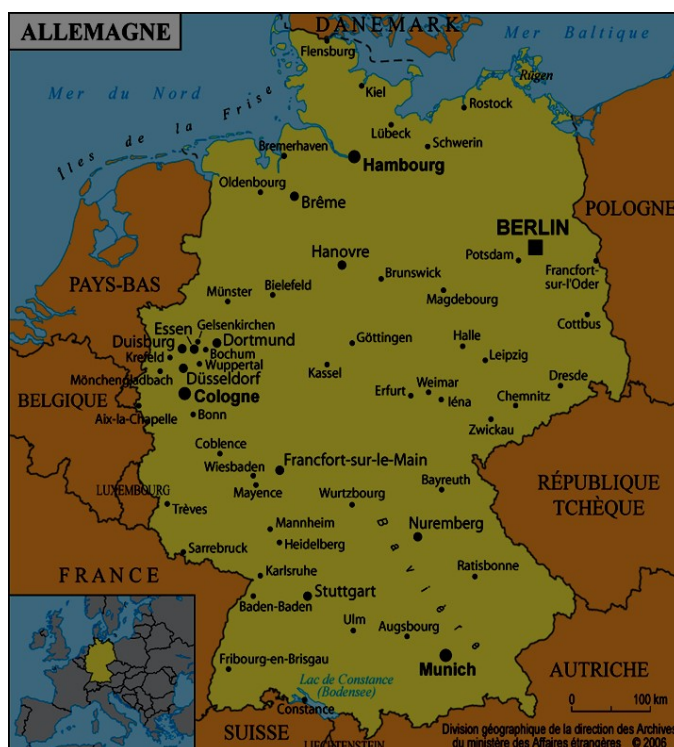 ALLEMAGNE
DANEMARK
Mer Baltique
Flensburg
Mer du Nord
Kiel
Rügen
Rostock
Îles de la Frise
Lübeck
Schwerin
Bremerhaven
Hambourg
Oldenbourg
Brême
POLOGNE
BERLIN
Hanovre
Potsdam
PAYS-BAS
Brunswick
Francfort-
sur-l'Oder
Münster
Bielefeld
Magdebourg
Cottbus
Essen
Gelsenkirchen
Duisburg
Dortmund
Göttingen
Halle
Krefeld
Bochum
Leipzig
Wuppertal
Kassel
Mönchengladbach
Düsseldorf
Dresde
BELGIQUE
Cologne
Erfurt
Weimar
Iéna
Chemnitz
Aix-la-Chapelle
Bonn
Zwickau
Coblence
Wiesbaden
Francfort-sur-le-Main
Bayreuth
RÉPUBLIQUE
TCHÈQUE
LUXEMBOURG
Mayence
Wurtzbourg
Trèves
Mannheim
Nuremberg
Bavière
Heidelberg
Sarrebruck
FRANCE
Karlsruhe
Ratisbonne
Baden-Baden
Stuttgart
Ulm
Augsbourg
Munich
Fribourg-en-Brisgau
AUTRICHE
Lac de Constance
(Bodensee)
Constance
0 100 km
SUISSE
LIECHTENSTEIN
Division géographique de la direction des Archives
du ministère des Affaires étrangères © 2006